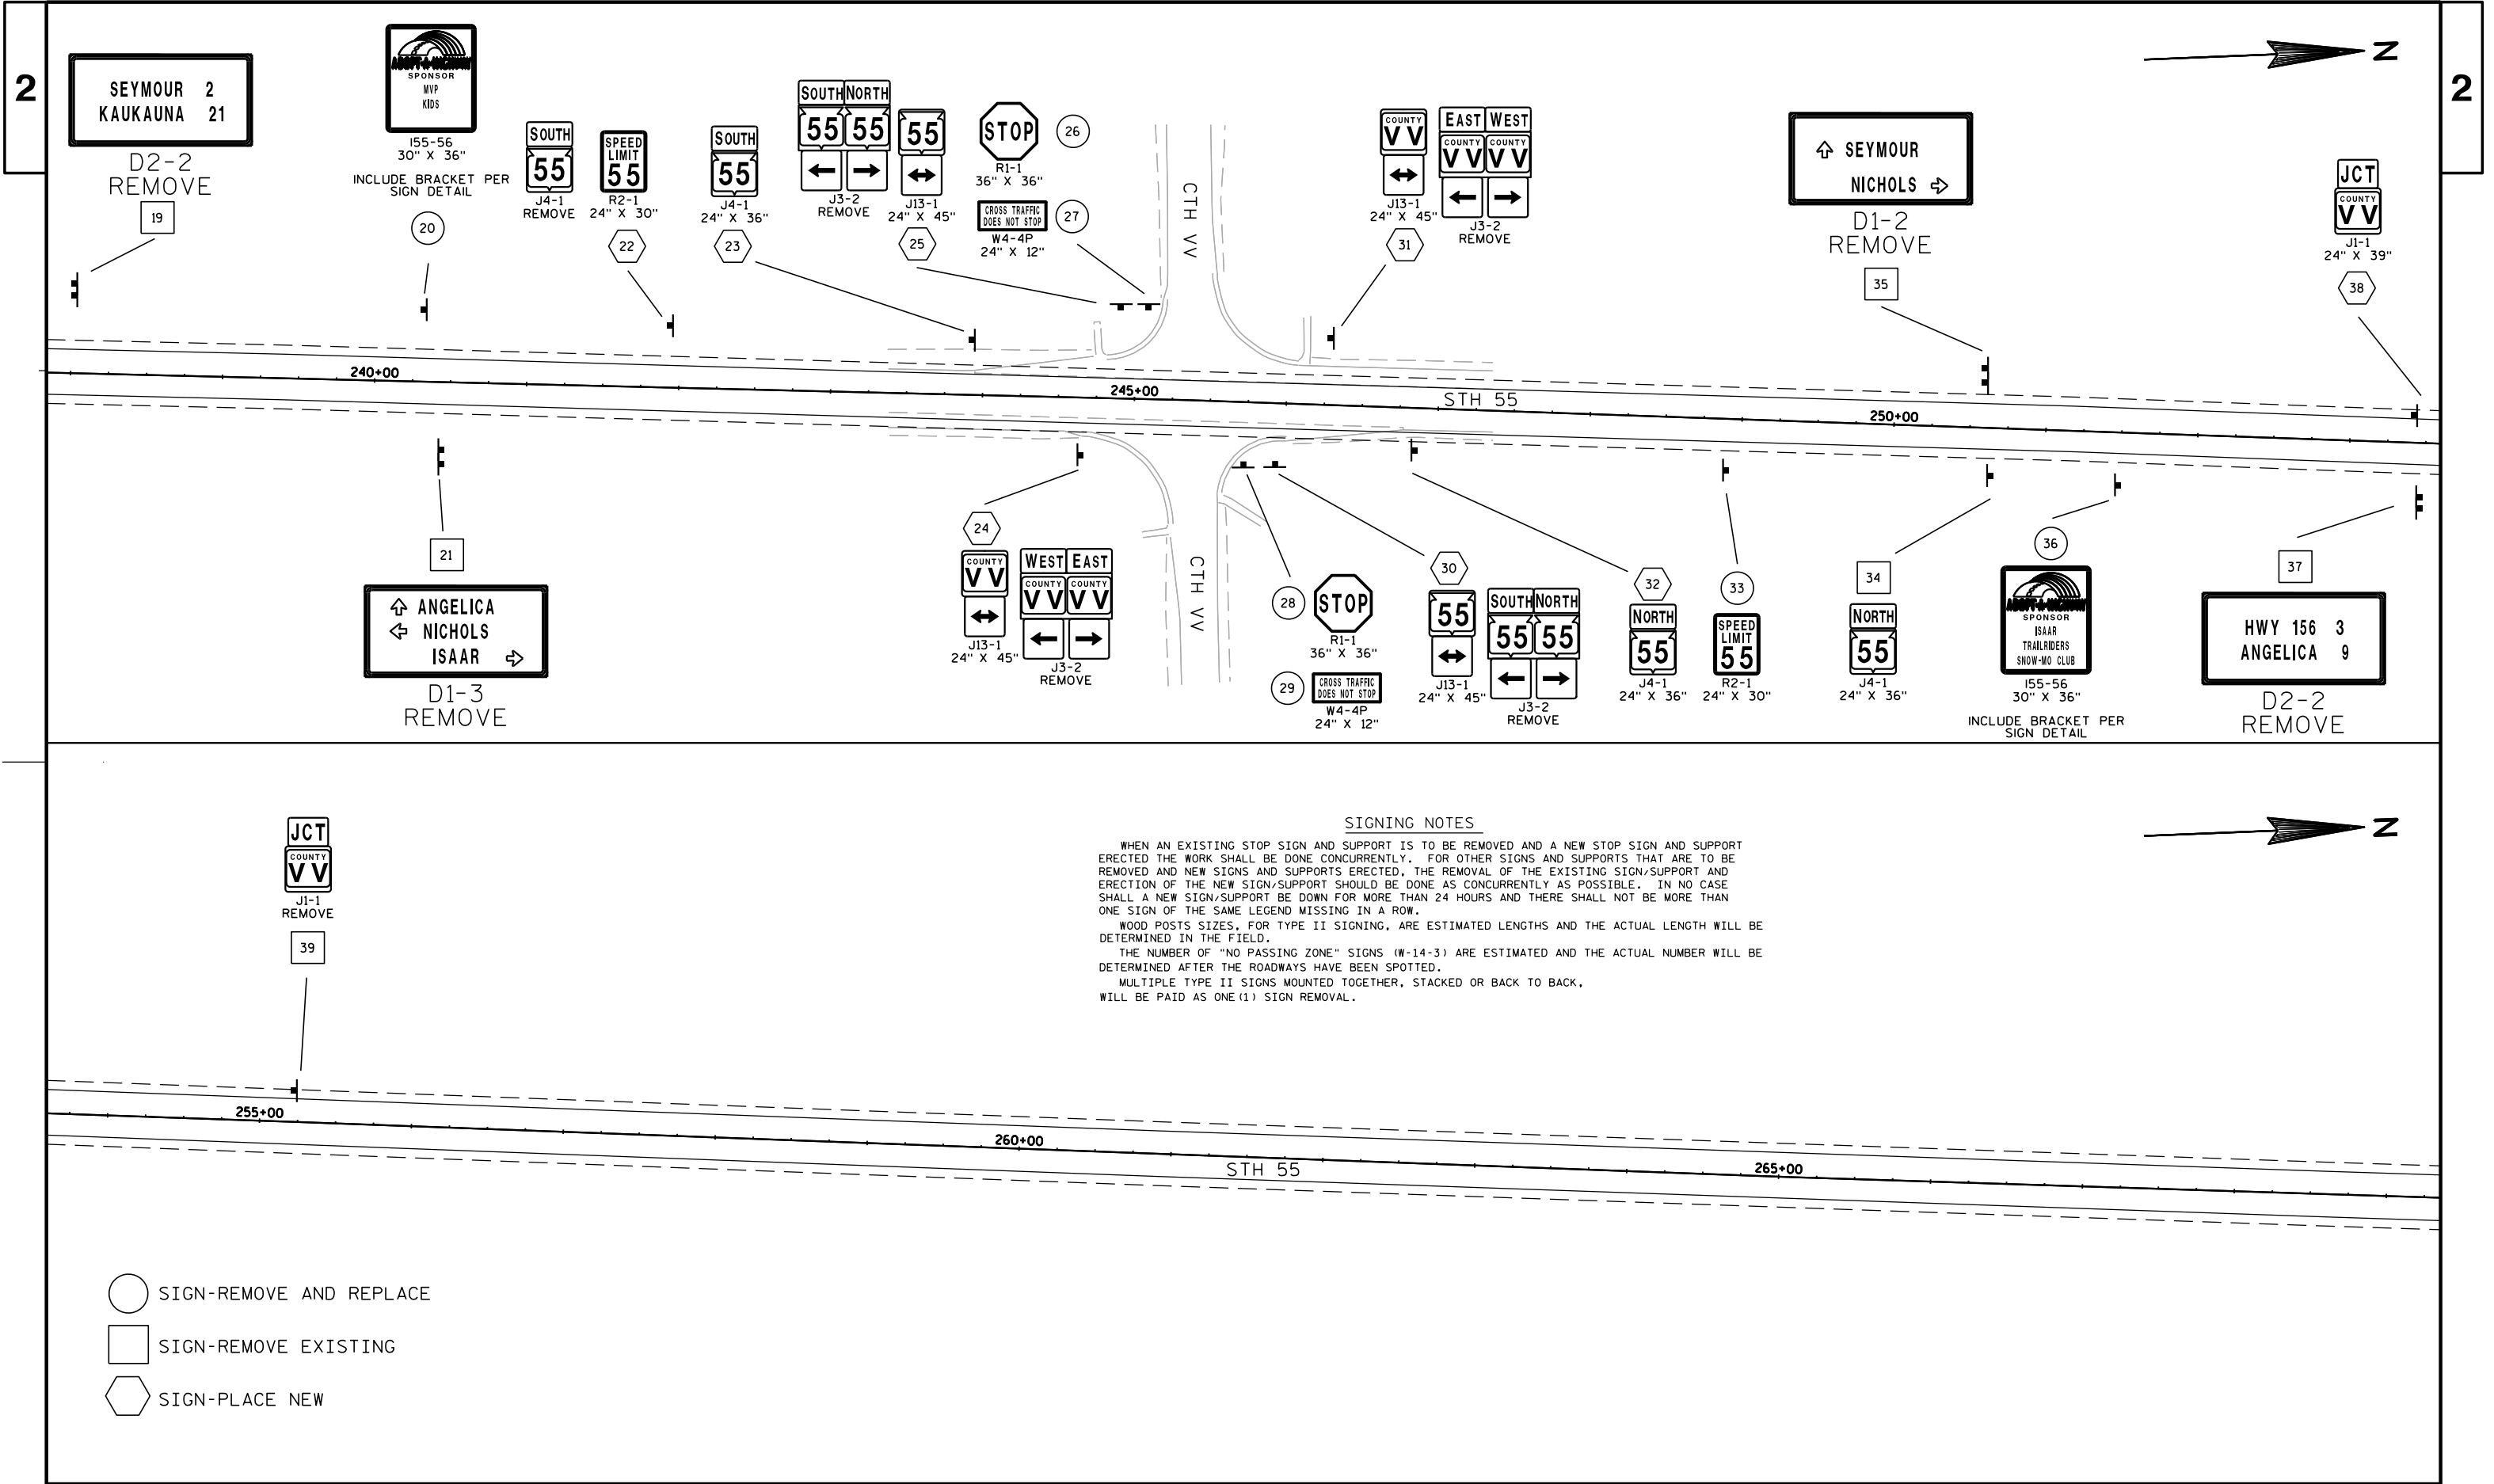 2
2
SEYMOUR 2
KAUKAUNA 21
D2-2
REMOVE
19
ADOPT-A-HIGHWAY
SPONSOR
MVP
KIDS
I55-56
30" X 36"
INCLUDE BRACKET PER
SIGN DETAIL
20
SOUTH
55
J4-1
REMOVE
SPEED
LIMIT
55
R2-1
24" X 30"
22
SOUTH
55
J4-1
24" X 36"
23
SOUTH NORTH
55 55
J3-2
REMOVE
55
J13-1
24" X 45"
25
STOP
R1-1
36" X 36"
26
CROSS TRAFFIC
DOES NOT STOP
W4-4P
24" X 12"
27
CTH VV
COUNTY
VV
J13-1
24" X 45"
31
EAST WEST
COUNTY COUNTY
VV VV
J3-2
REMOVE
SEYMOUR
NICHOLS
D1-2
REMOVE
35
N
JCT
COUNTY
VV
J1-1
24" X 39"
38
240+00
245+00
STH 55
250+00
21
ANGELICA
NICHOLS
ISAAR
D1-3
REMOVE
24
COUNTY
VV
J13-1
24" X 45"
WEST EAST
COUNTY COUNTY
VV VV
J3-2
REMOVE
CTH VV
28
STOP
R1-1
36" X 36"
29
CROSS TRAFFIC
DOES NOT STOP
W4-4P
24" X 12"
30
55
J13-1
24" X 45"
SOUTH NORTH
55 55
J3-2
REMOVE
32
NORTH
55
J4-1
24" X 36"
33
SPEED
LIMIT
55
R2-1
24" X 30"
34
NORTH
55
J4-1
24" X 36"
36
ADOPT-A-HIGHWAY
SPONSOR
ISAAR
TRAILRIDERS
SNOW-MO CLUB
I55-56
30" X 36"
INCLUDE BRACKET PER
SIGN DETAIL
37
HWY 156 3
ANGELICA 9
D2-2
REMOVE
JCT
COUNTY
VV
J1-1
REMOVE
39
SIGNING NOTES
WHEN AN EXISTING STOP SIGN AND SUPPORT IS TO BE REMOVED AND A NEW STOP SIGN AND SUPPORT
ERECTED THE WORK SHALL BE DONE CONCURRENTLY. FOR OTHER SIGNS AND SUPPORTS THAT ARE TO BE
REMOVED AND NEW SIGNS AND SUPPORTS ERECTED, THE REMOVAL OF THE EXISTING SIGN/SUPPORT AND
ERECTION OF THE NEW SIGN/SUPPORT SHOULD BE DONE AS CONCURRENTLY AS POSSIBLE. IN NO CASE
SHALL A NEW SIGN/SUPPORT BE DOWN FOR MORE THAN 24 HOURS AND THERE SHALL NOT BE MORE THAN
ONE SIGN OF THE SAME LEGEND MISSING IN A ROW.
WOOD POSTS SIZES, FOR TYPE II SIGNING, ARE ESTIMATED LENGTHS AND THE ACTUAL LENGTH WILL BE
DETERMINED IN THE FIELD.
THE NUMBER OF "NO PASSING ZONE" SIGNS (W-14-3) ARE ESTIMATED AND THE ACTUAL NUMBER WILL BE
DETERMINED AFTER THE ROADWAYS HAVE BEEN SPOTTED.
MULTIPLE TYPE II SIGNS MOUNTED TOGETHER, STACKED OR BACK TO BACK,
WILL BE PAID AS ONE(1) SIGN REMOVAL.
N
255+00
260+00
STH 55
265+00
SIGN-REMOVE AND REPLACE
SIGN-REMOVE EXISTING
SIGN-PLACE NEW